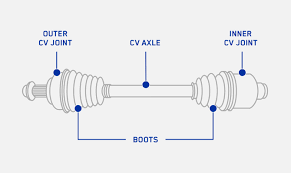 OUTER
CV JOINT
CV AXLE
INNER
CV JOINT
BOOTS